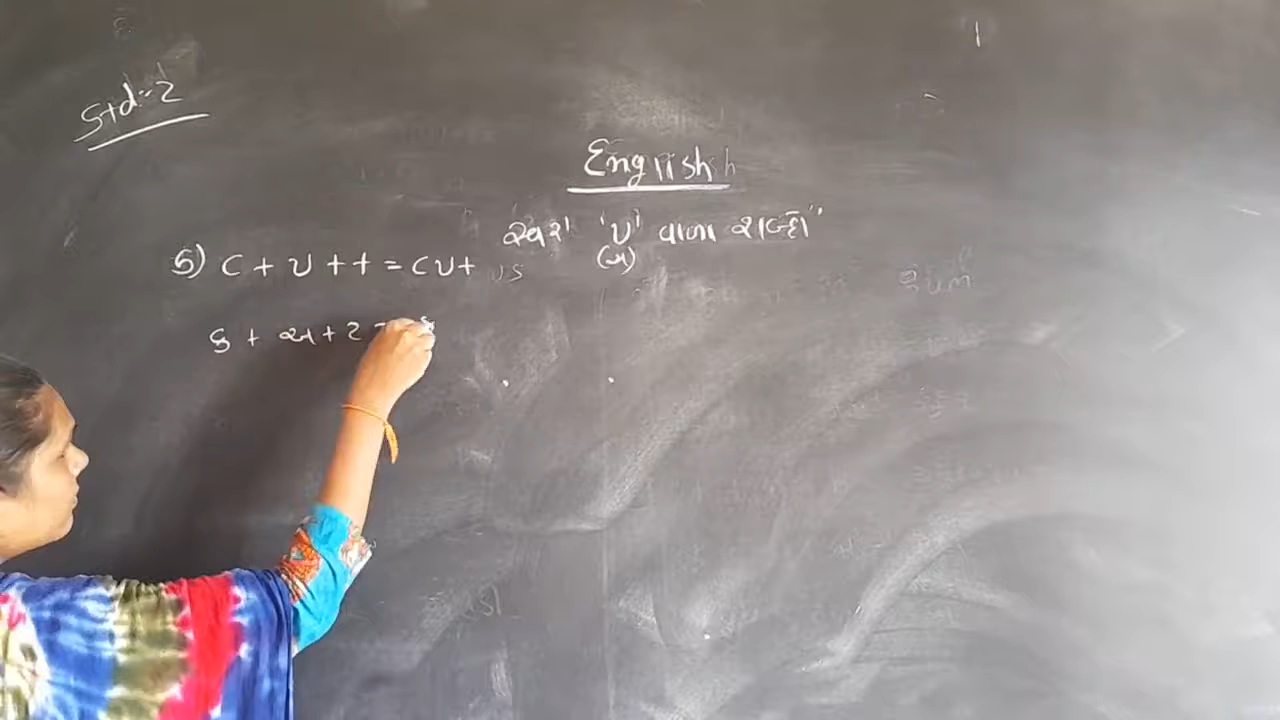 Std:-2
English
સ્વર 'u' વાળા શબ્દો"
(અ)
5) c + u + t = cut
ક + અ + ટ =